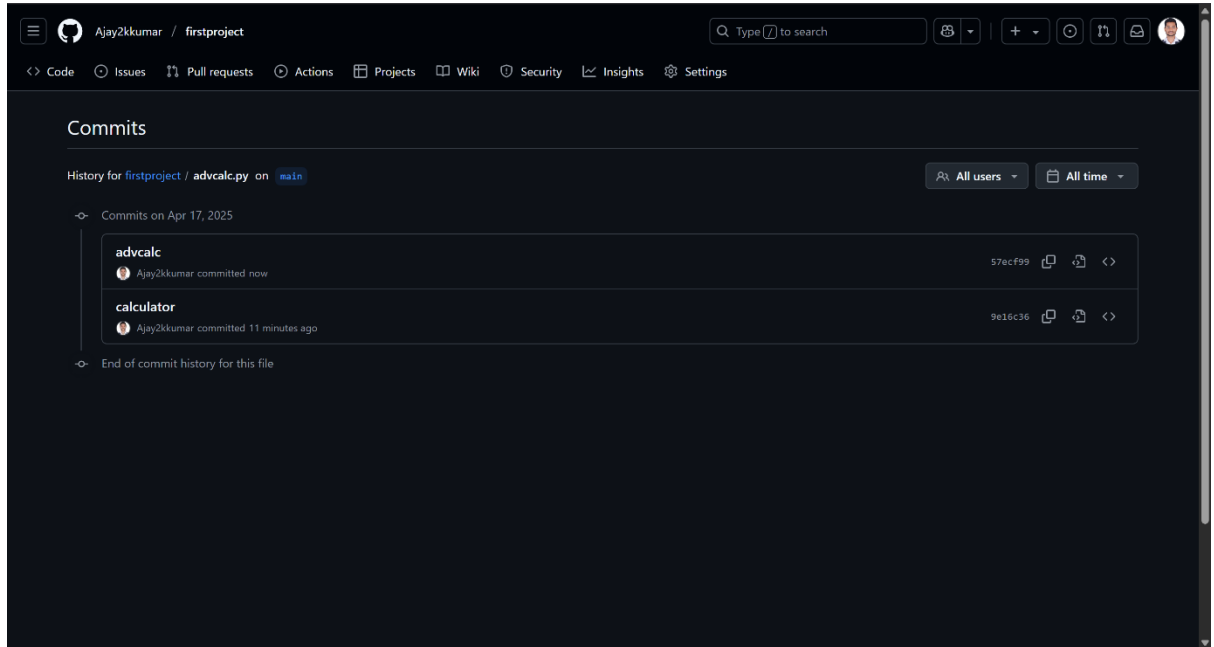 Ajay2kkumar / firstproject
Type / to search
Code Issues Pull requests Actions Projects Wiki Security Insights Settings
Commits
History for firstproject / advcalc.py on main
All users All time
Commits on Apr 17, 2025
advcalc
Ajay2kkumar committed now
57ecf99
calculator
Ajay2kkumar committed 11 minutes ago
9e16c36
End of commit history for this file